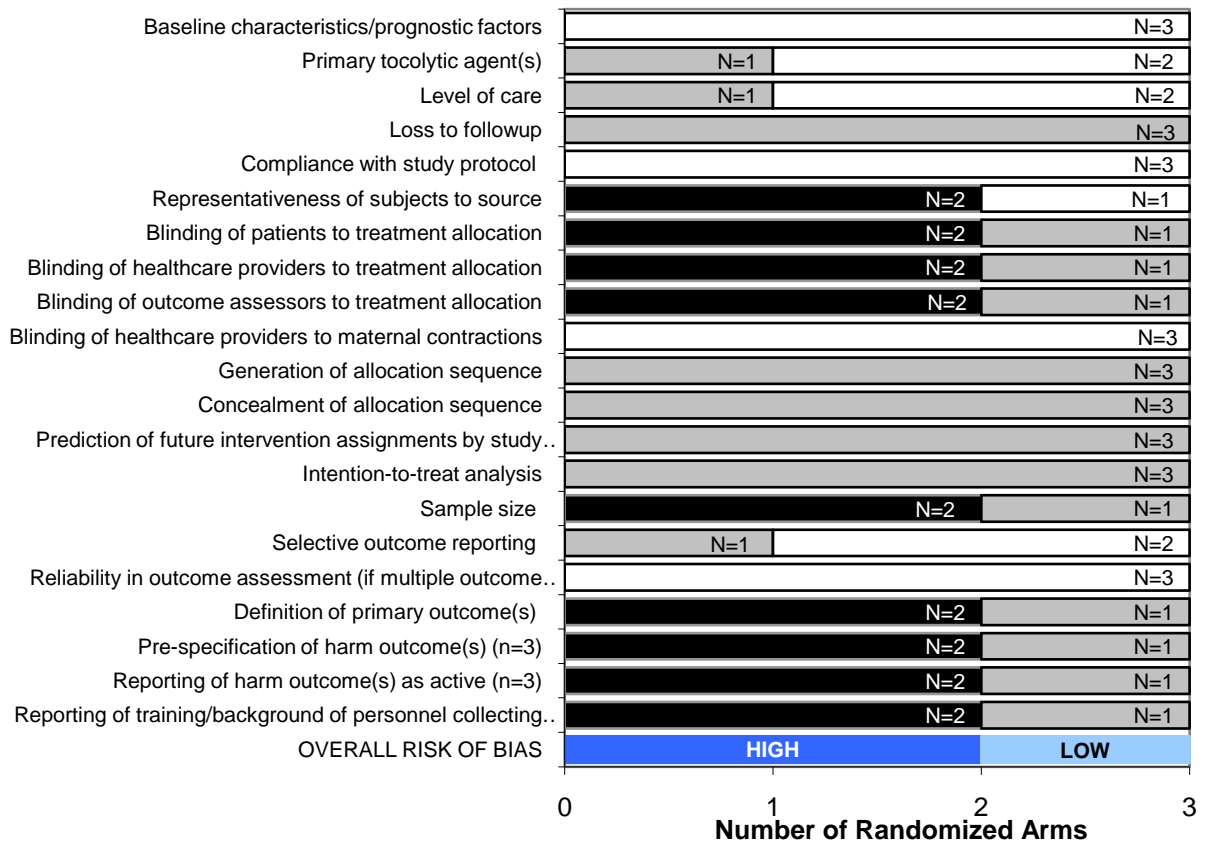 Baseline characteristics/prognostic factors N=3
Primary tocolytic agent(s) N=1 N=2
Level of care N=1 N=2
Loss to followup N=3
Compliance with study protocol N=3
Representativeness of subjects to source N=2 N=1
Blinding of patients to treatment allocation N=2 N=1
Blinding of healthcare providers to treatment allocation N=2 N=1
Blinding of outcome assessors to treatment allocation N=2 N=1
Blinding of healthcare providers to maternal contractions N=3
Generation of allocation sequence N=3
Concealment of allocation sequence N=3
Prediction of future intervention assignments by study.. N=3
Intention-to-treat analysis N=3
Sample size N=2 N=1
Selective outcome reporting N=1 N=2
Reliability in outcome assessment (if multiple outcome.. N=3
Definition of primary outcome(s) N=2 N=1
Pre-specification of harm outcome(s) (n=3) N=2 N=1
Reporting of harm outcome(s) as active (n=3) N=2 N=1
Reporting of training/background of personnel collecting.. N=2 N=1
OVERALL RISK OF BIAS HIGH LOW
0 1 2 3
Number of Randomized Arms